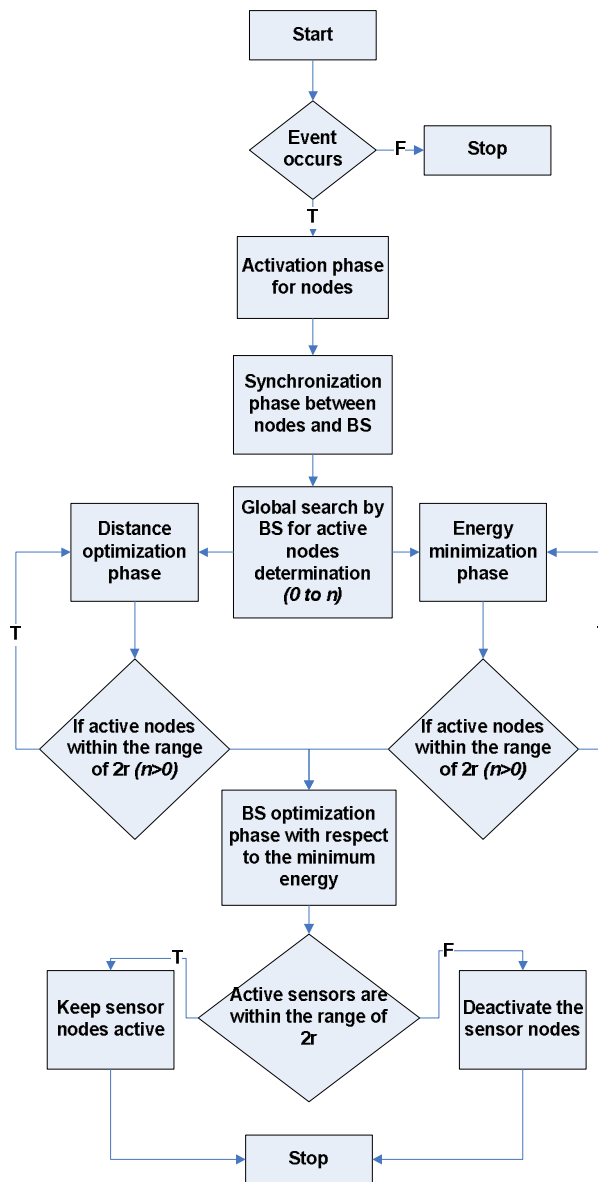 Start
Event
occurs
F
Stop
T
Activation phase
for nodes
Synchronization
phase between
nodes and BS
Distance
optimization
phase
Global search by
BS for active
nodes
determination
(0 to n)
Energy
minimization
phase
T
If active nodes
within the range
of 2r (n>0)
If active nodes
within the range
of 2r (n>0)
BS optimization
phase with respect
to the minimum
energy
T
F
Keep sensor
nodes active
Active sensors are
within the range of
2r
Deactivate the
sensor nodes
Stop